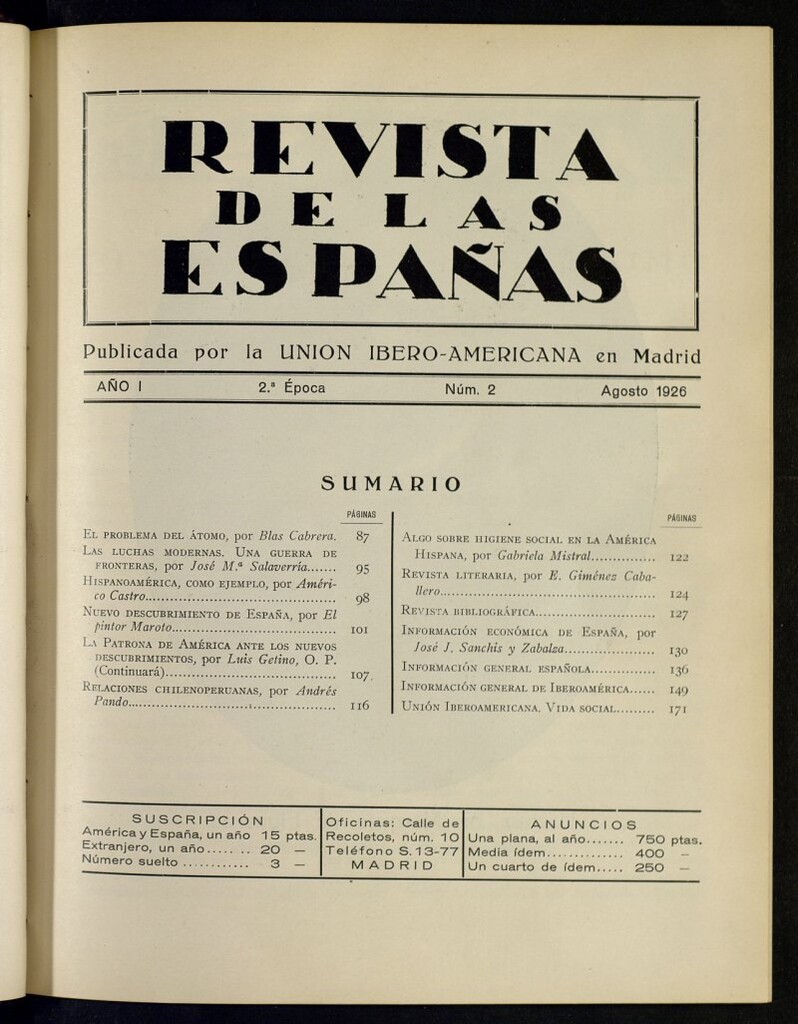 REVISTA
DE LAS
ESPAÑAS
Publicada por la UNION IBERO-AMERICANA en Madrid
AÑO I 2.ª Época Núm. 2 Agosto 1926
SUMARIO
PÁGINAS
EL PROBLEMA DEL ÁTOMO, por Blas Cabrera. 87
LAS LUCHAS MODERNAS. UNA GUERRA DE
FRONTERAS, por José M.ª Salaverría....... 95
HISPANOAMÉRICA, COMO EJEMPLO, por Améri-
co Castro................................ 98
NUEVO DESCUBRIMIENTO DE ESPAÑA, por El
pintor Maroto............................ 101
LA PATRONA DE AMÉRICA ANTE LOS NUEVOS
DESCUBRIMIENTOS, por Luis Getino, O. P.
(Continuará)............................. 107
RELACIONES CHILENOPERUANAS, por Andrés
Pando.................................... 116
PÁGINAS
ALGO SOBRE HIGIENE SOCIAL EN LA AMÉRICA
HISPANA, por Gabriela Mistral............ 122
REVISTA LITERARIA, por E. Giménez Caba-
llero.................................... 124
REVISTA BIBLIOGRÁFICA.................... 127
INFORMACIÓN ECONÓMICA DE ESPAÑA, por
José J. Sanchis y Zabalza................ 130
INFORMACIÓN GENERAL ESPAÑOLA............. 136
INFORMACIÓN GENERAL DE IBEROAMÉRICA..... 149
UNIÓN IBEROAMERICANA. VIDA SOCIAL......... 171
SUSCRIPCIÓN
América y España, un año 15 ptas.
Extranjero, un año...... .. 20 —
Número suelto ............ 3 —
Oficinas: Calle de
Recoletos, núm. 10
Teléfono S. 13-77
MADRID
ANUNCIOS
Una plana, al año....... 750 ptas.
Media ídem.............. 400 —
Un cuarto de ídem..... 250 —